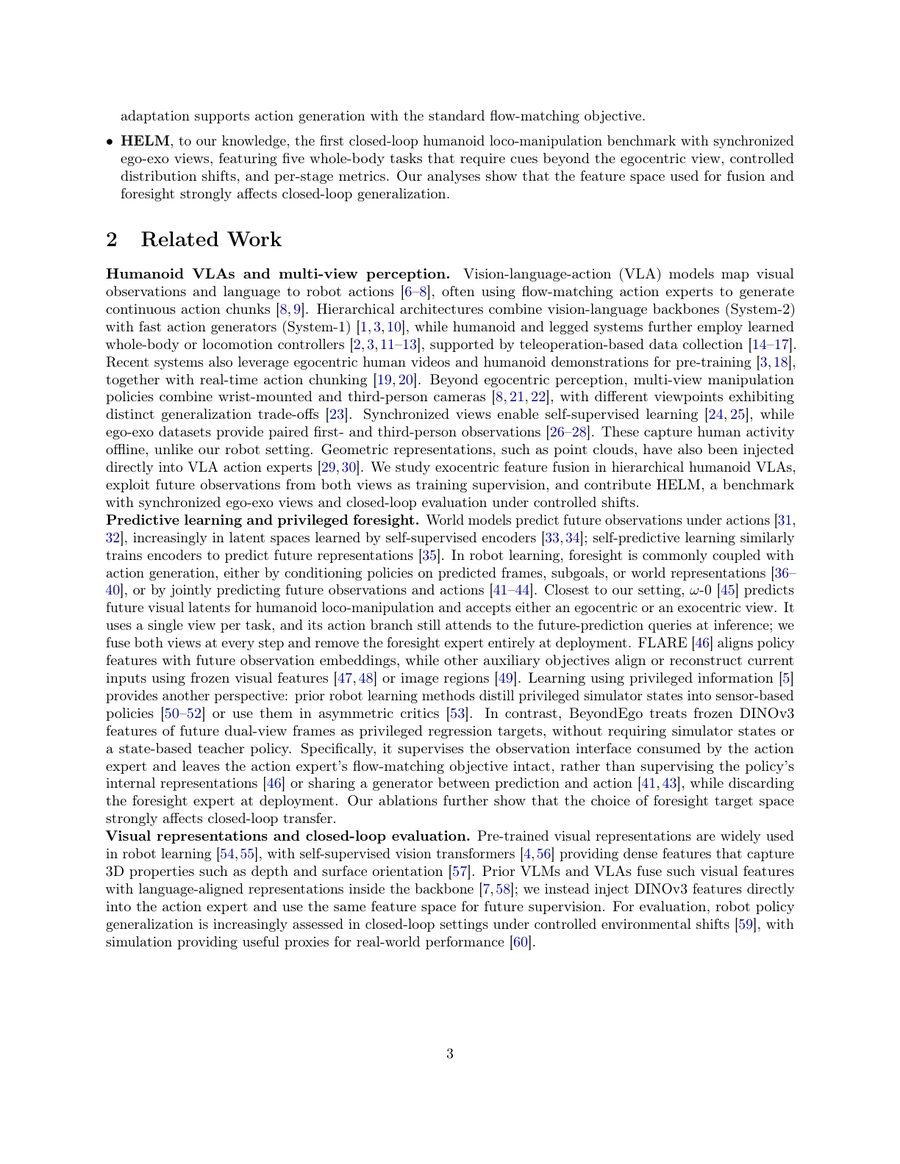 adaptation supports action generation with the standard flow-matching objective.
• HELM, to our knowledge, the first closed-loop humanoid loco-manipulation benchmark with synchronized
ego-exo views, featuring five whole-body tasks that require cues beyond the egocentric view, controlled
distribution shifts, and per-stage metrics. Our analyses show that the feature space used for fusion and
foresight strongly affects closed-loop generalization.
2 Related Work
Humanoid VLAs and multi-view perception. Vision-language-action (VLA) models map visual
observations and language to robot actions [6–8], often using flow-matching action experts to generate
continuous action chunks [8, 9]. Hierarchical architectures combine vision-language backbones (System-2)
with fast action generators (System-1) [1, 3, 10], while humanoid and legged systems further employ learned
whole-body or locomotion controllers [2, 3, 11–13], supported by teleoperation-based data collection [14–17].
Recent systems also leverage egocentric human videos and humanoid demonstrations for pre-training [3, 18],
together with real-time action chunking [19, 20]. Beyond egocentric perception, multi-view manipulation
policies combine wrist-mounted and third-person cameras [8, 21, 22], with different viewpoints exhibiting
distinct generalization trade-offs [23]. Synchronized views enable self-supervised learning [24, 25], while
ego-exo datasets provide paired first- and third-person observations [26–28]. These capture human activity
offline, unlike our robot setting. Geometric representations, such as point clouds, have also been injected
directly into VLA action experts [29, 30]. We study exocentric feature fusion in hierarchical humanoid VLAs,
exploit future observations from both views as training supervision, and contribute HELM, a benchmark
with synchronized ego-exo views and closed-loop evaluation under controlled shifts.
Predictive learning and privileged foresight. World models predict future observations under actions [31,
32], increasingly in latent spaces learned by self-supervised encoders [33, 34]; self-predictive learning similarly
trains encoders to predict future representations [35]. In robot learning, foresight is commonly coupled with
action generation, either by conditioning policies on predicted frames, subgoals, or world representations [36–
40], or by jointly predicting future observations and actions [41–44]. Closest to our setting, ω-0 [45] predicts
future visual latents for humanoid loco-manipulation and accepts either an egocentric or an exocentric view. It
uses a single view per task, and its action branch still attends to the future-prediction queries at inference; we
fuse both views at every step and remove the foresight expert entirely at deployment. FLARE [46] aligns policy
features with future observation embeddings, while other auxiliary objectives align or reconstruct current
inputs using frozen visual features [47, 48] or image regions [49]. Learning using privileged information [5]
provides another perspective: prior robot learning methods distill privileged simulator states into sensor-based
policies [50–52] or use them in asymmetric critics [53]. In contrast, BeyondEgo treats frozen DINOv3
features of future dual-view frames as privileged regression targets, without requiring simulator states or
a state-based teacher policy. Specifically, it supervises the observation interface consumed by the action
expert and leaves the action expert's flow-matching objective intact, rather than supervising the policy's
internal representations [46] or sharing a generator between prediction and action [41, 43], while discarding
the foresight expert at deployment. Our ablations further show that the choice of foresight target space
strongly affects closed-loop transfer.
Visual representations and closed-loop evaluation. Pre-trained visual representations are widely used
in robot learning [54, 55], with self-supervised vision transformers [4, 56] providing dense features that capture
3D properties such as depth and surface orientation [57]. Prior VLMs and VLAs fuse such visual features
with language-aligned representations inside the backbone [7, 58]; we instead inject DINOv3 features directly
into the action expert and use the same feature space for future supervision. For evaluation, robot policy
generalization is increasingly assessed in closed-loop settings under controlled environmental shifts [59], with
simulation providing useful proxies for real-world performance [60].
3